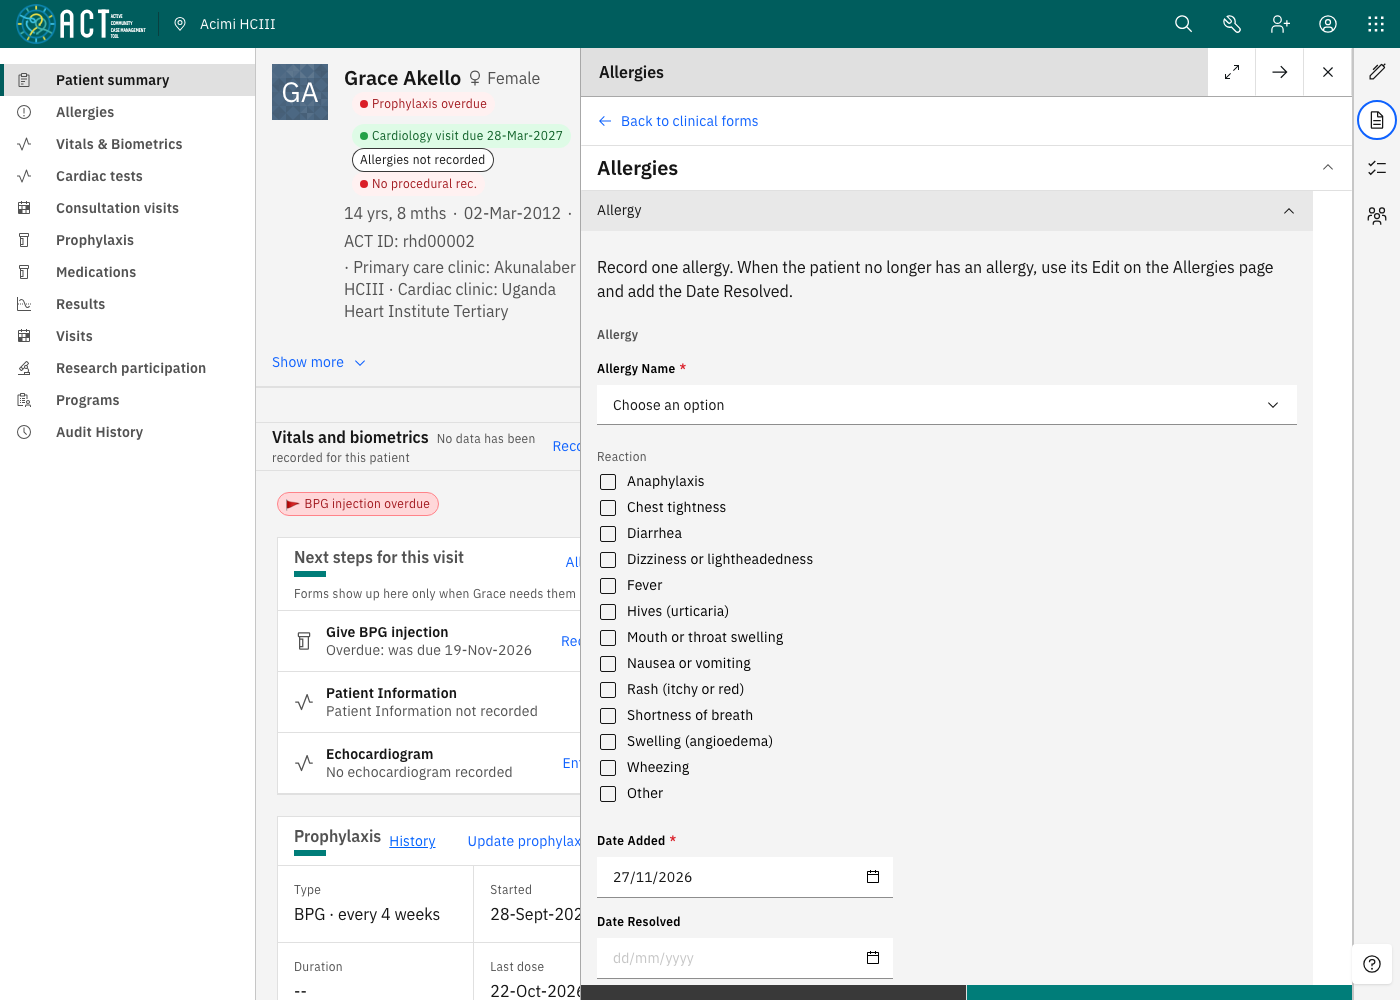 ACT ACTIVE COMMUNITY CASE MANAGEMENT TOOL
Acimi HCIII
Patient summary
Allergies
Vitals & Biometrics
Cardiac tests
Consultation visits
Prophylaxis
Medications
Results
Visits
Research participation
Programs
Audit History
GA
Grace Akello Female
Prophylaxis overdue
Cardiology visit due 28-Mar-2027
Allergies not recorded
No procedural rec.
14 yrs, 8 mths · 02-Mar-2012 ·
ACT ID: rhd00002
· Primary care clinic: Akunalaber
HCIII · Cardiac clinic: Uganda
Heart Institute Tertiary
Show more
Vitals and biometrics No data has been
recorded for this patient
BPG injection overdue
Next steps for this visit
Forms show up here only when Grace needs them
Give BPG injection
Overdue: was due 19-Nov-2026
Patient Information
Patient Information not recorded
Echocardiogram
No echocardiogram recorded
Prophylaxis History Update prophylax
Type
BPG · every 4 weeks
Started
28-Sept-202
Duration
--
Last dose
22-Oct-2026
Allergies
Back to clinical forms
Allergies
Allergy
Record one allergy. When the patient no longer has an allergy, use its Edit on the Allergies page
and add the Date Resolved.
Allergy
Allergy Name *
Choose an option
Reaction
Anaphylaxis
Chest tightness
Diarrhea
Dizziness or lightheadedness
Fever
Hives (urticaria)
Mouth or throat swelling
Nausea or vomiting
Rash (itchy or red)
Shortness of breath
Swelling (angioedema)
Wheezing
Other
Date Added *
27/11/2026
Date Resolved
dd/mm/yyyy